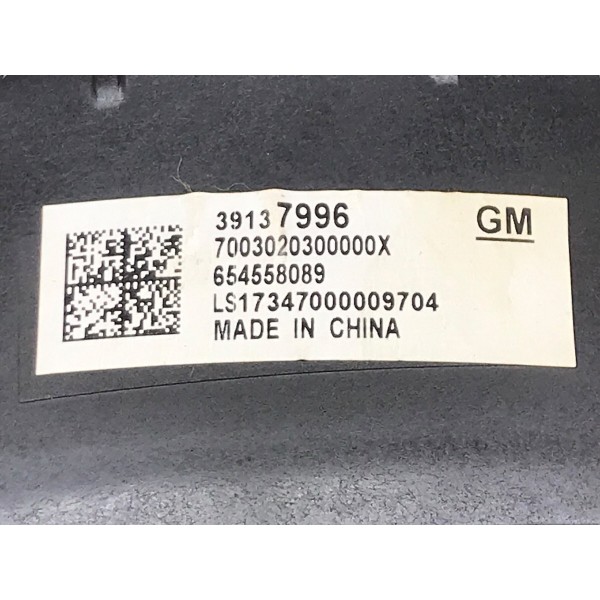 39137996 GM
7003020300000X
654558089
LS17347000009704
MADE IN CHINA